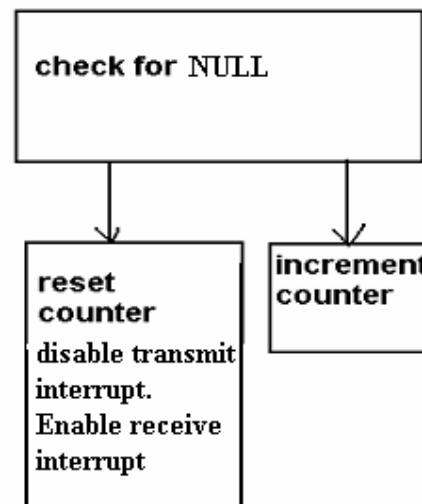 check for NULL
reset
counter
disable transmit
interrupt.
Enable receive
interrupt
increment
counter